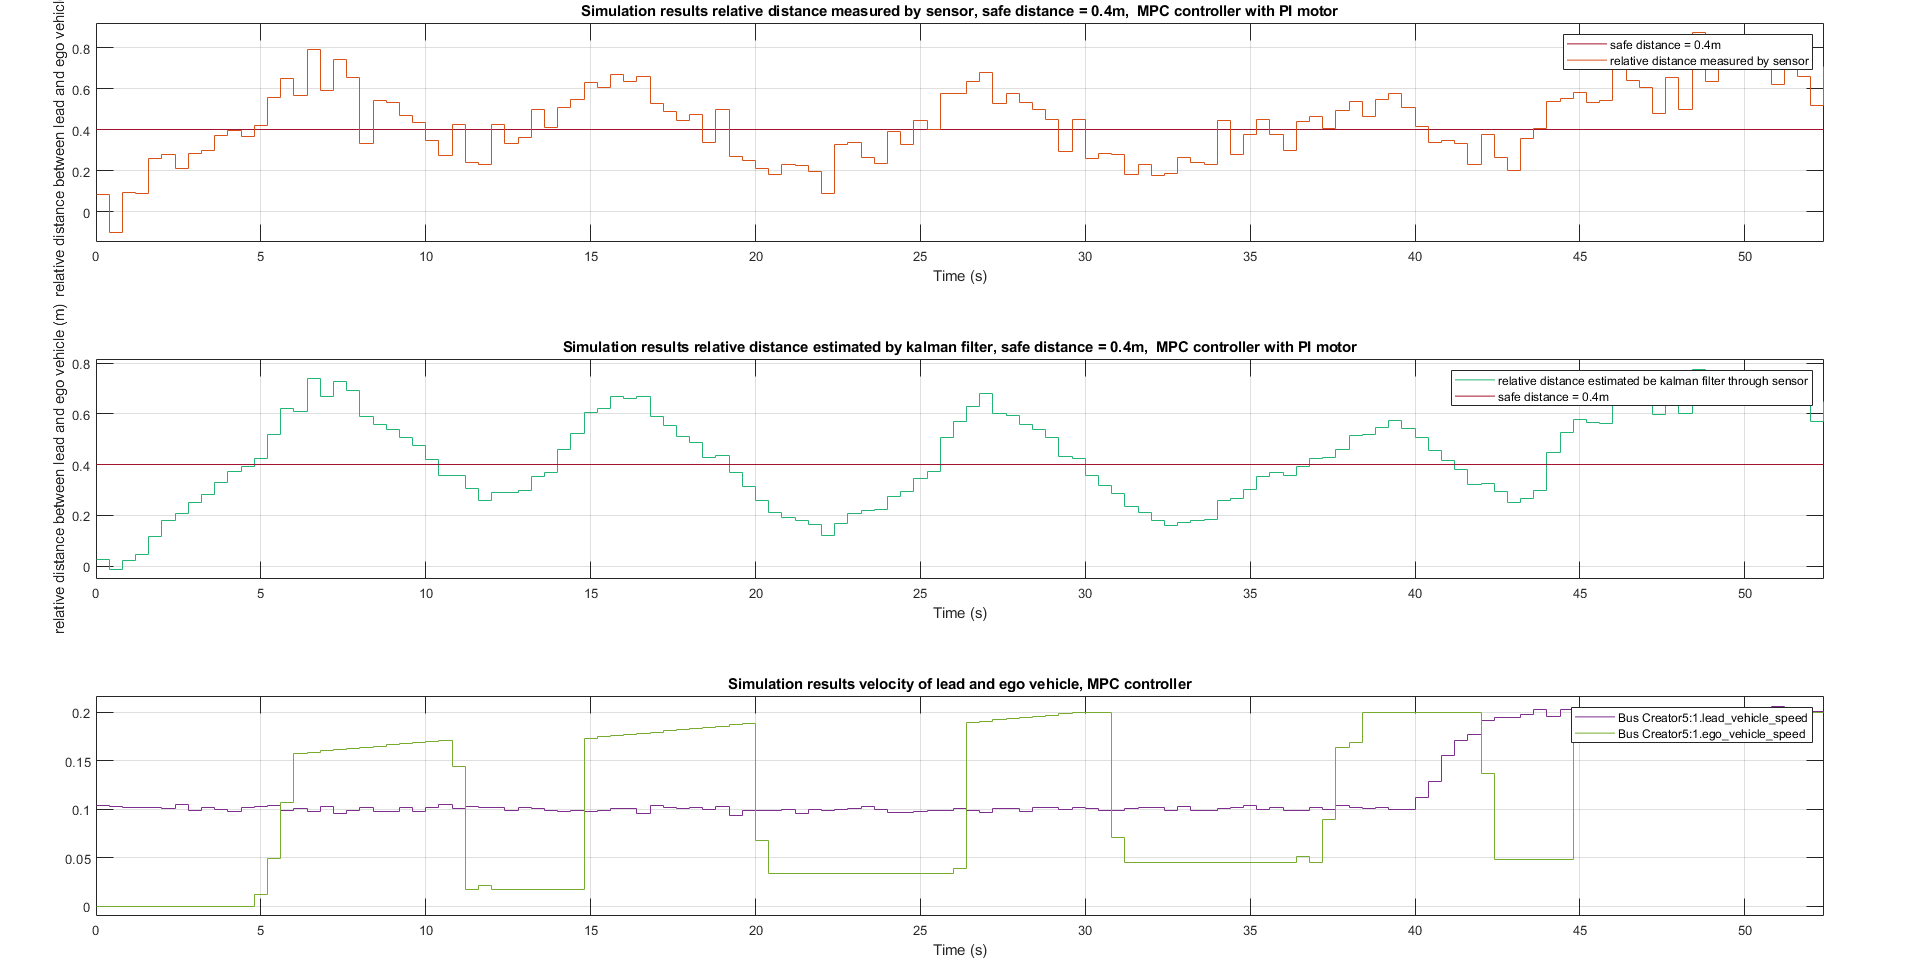 Simulation results relative distance measured by sensor, safe distance = 0.4m, MPC controller with PI motor
relative distance between lead and ego vehicl
0.8
0.6
0.4
0.2
0
safe distance = 0.4m
relative distance measured by sensor
0 5 10 15 20 25 30 35 40 45 50
Time (s)
Simulation results relative distance estimated by kalman filter, safe distance = 0.4m, MPC controller with PI motor
relative distance between lead and ego vehicle (m)
0.8
0.6
0.4
0.2
0
relative distance estimated be kalman filter through sensor
safe distance = 0.4m
0 5 10 15 20 25 30 35 40 45 50
Time (s)
Simulation results velocity of lead and ego vehicle, MPC controller
0.2
0.15
0.1
0.05
0
Bus Creator5:1.lead_vehicle_speed
Bus Creator5:1.ego_vehicle_speed
0 5 10 15 20 25 30 35 40 45 50
Time (s)